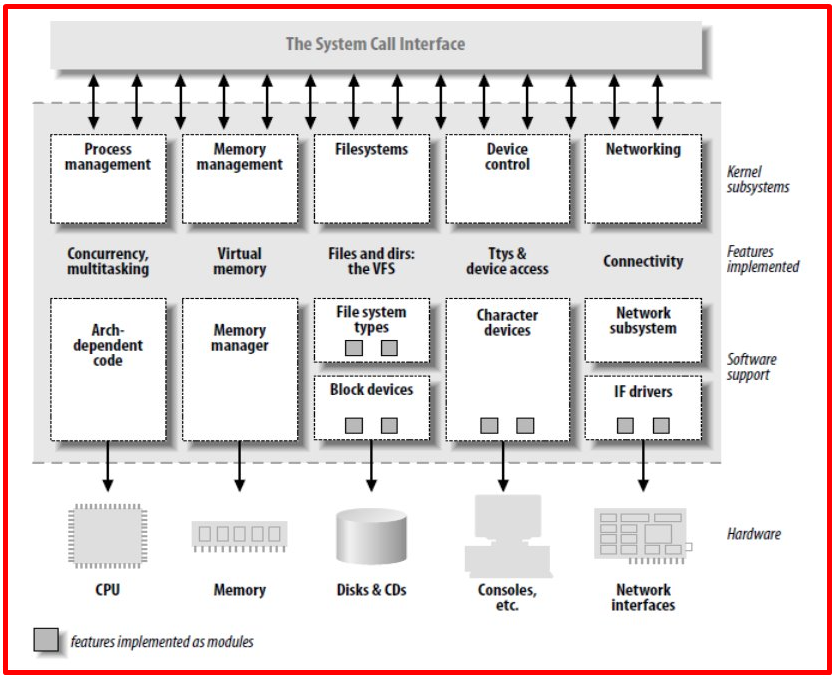 The System Call Interface
Process
management
Memory
management
Filesystems
Device
control
Networking
Kernel
subsystems
Concurrency,
multitasking
Virtual
memory
Files and dirs:
the VFS
Ttys &
device access
Connectivity
Features
implemented
Arch-
dependent
code
Memory
manager
File system
types
Block devices
Character
devices
Network
subsystem
IF drivers
Software
support
CPU
Memory
Disks & CDs
Consoles,
etc.
Network
interfaces
Hardware
features implemented as modules